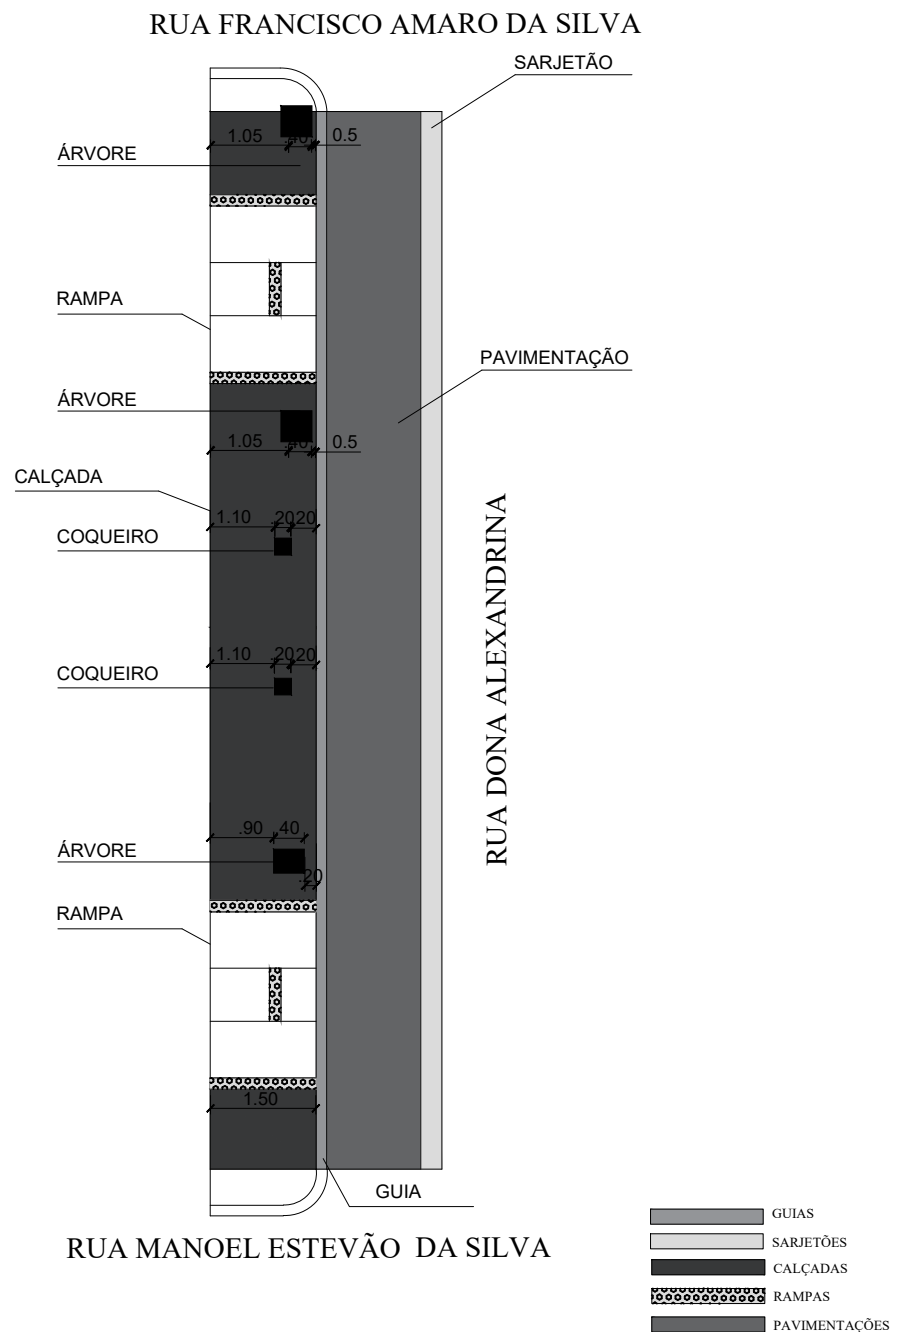 RUA FRANCISCO AMARO DA SILVA
SARJETÃO
1.05 .40 0.5
ÁRVORE
RAMPA
PAVIMENTAÇÃO
ÁRVORE
1.05 .40 0.5
CALÇADA
1.10 .20 .20
COQUEIRO
RUA DONA ALEXANDRINA
1.10 .20 .20
COQUEIRO
.90 .40
ÁRVORE
.20
RAMPA
1.50
GUIA
RUA MANOEL ESTEVÃO DA SILVA
GUIAS
SARJETÕES
CALÇADAS
RAMPAS
PAVIMENTAÇÕES